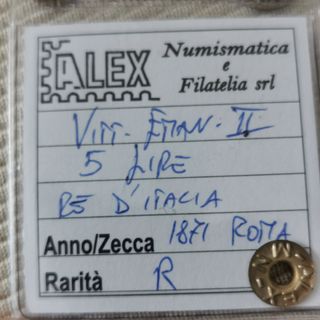 ALEX
Numismatica
e
Filatelia srl
VITT. EMAN. II
5 LIRE
RE D'ITALIA
Anno/Zecca 1871 ROMA
Rarità R